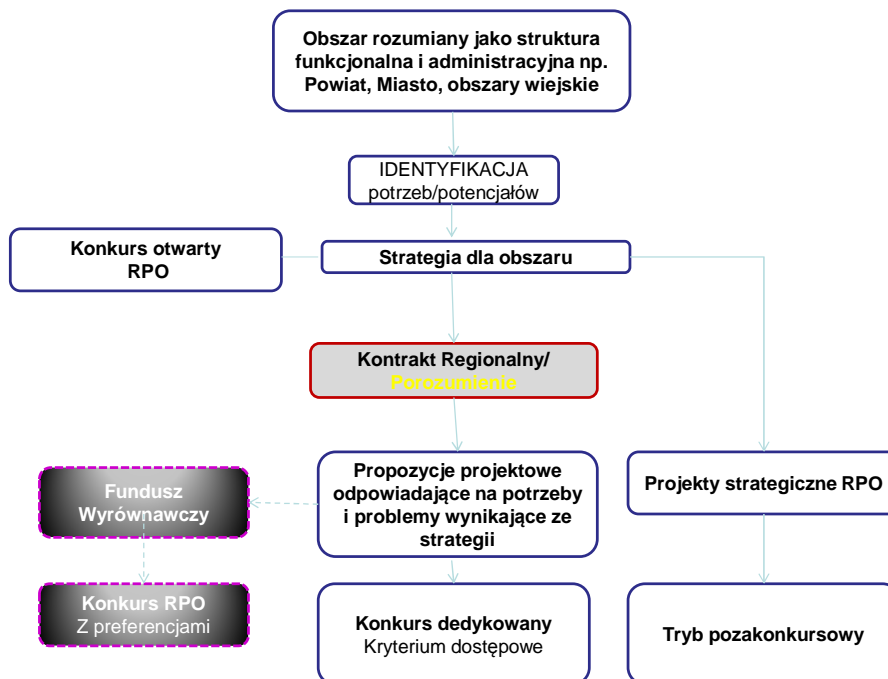 Obszar rozumiany jako struktura
funkcjonalna i administracyjna np.
Powiat, Miasto, obszary wiejskie
IDENTYFIKACJA
potrzeb/potencjałów
Konkurs otwarty
RPO
Strategia dla obszaru
Kontrakt Regionalny/
Porozumienie
Fundusz
Wyrównawczy
Propozycje projektowe
odpowiadające na potrzeby
i problemy wynikające ze
strategii
Projekty strategiczne RPO
Konkurs RPO
Z preferencjami
Konkurs dedykowany
Kryterium dostępowe
Tryb pozakonkursowy